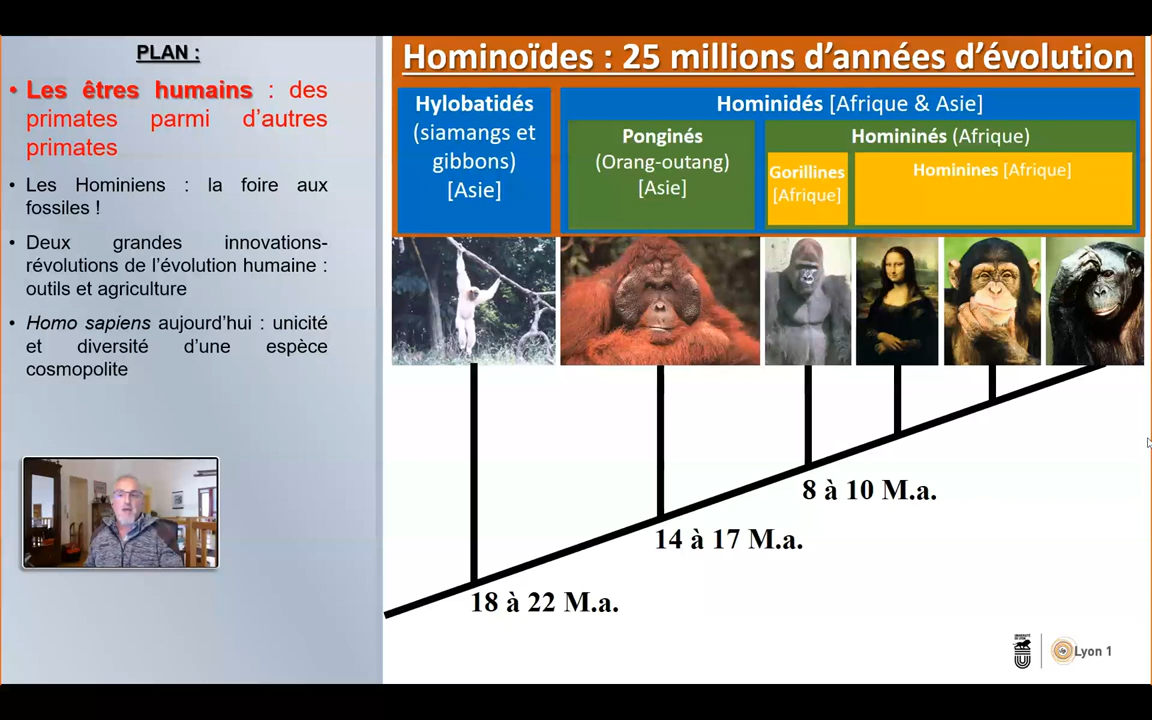 PLAN :
• Les êtres humains : des
primates parmi d’autres
primates
• Les Hominiens : la foire aux
fossiles !
• Deux grandes innovations-
révolutions de l’évolution humaine :
outils et agriculture
• Homo sapiens aujourd’hui : unicité
et diversité d’une espèce
cosmopolite
Hominoïdes : 25 millions d’années d’évolution
Hylobatidés
(siamangs et
gibbons)
[Asie]
Hominidés [Afrique & Asie]
Ponginés
(Orang-outang)
[Asie]
Homininés (Afrique)
Gorillines
[Afrique]
Hominines [Afrique]
8 à 10 M.a.
14 à 17 M.a.
18 à 22 M.a.
Lyon 1